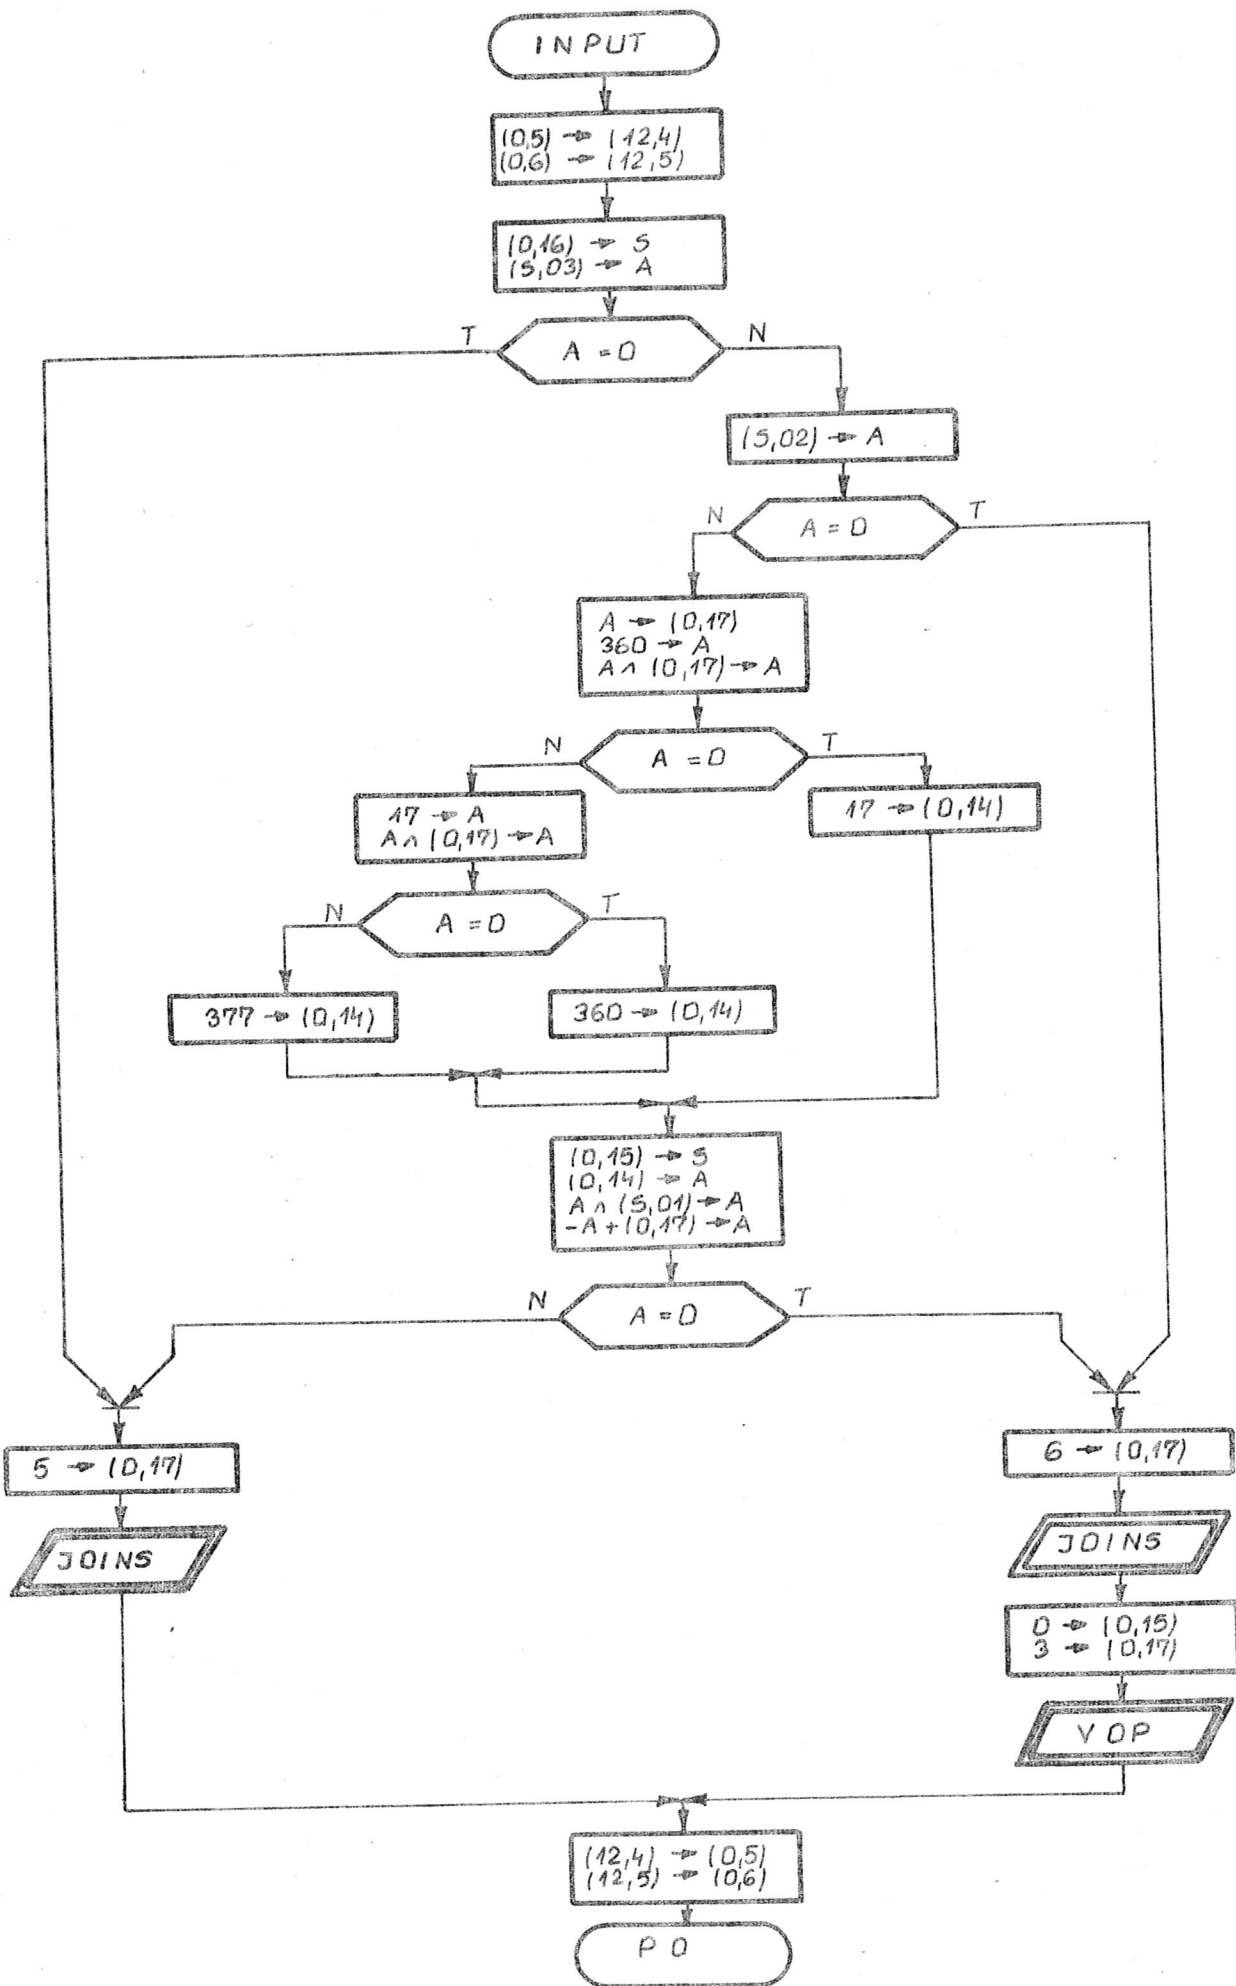 INPUT
(0,5) → (12,4)
(0,6) → (12,5)
(0,16) → S
(S,03) → A
T
A = 0
N
(S,02) → A
N
A = 0
T
A → (0,17)
360 → A
A ∧ (0,17) → A
N
A = 0
T
17 → A
A ∧ (0,17) → A
17 → (0,14)
N
A = 0
T
377 → (0,14)
360 → (0,14)
(0,15) → S
(0,14) → A
A ∧ (S,01) → A
-A + (0,17) → A
N
A = 0
T
5 → (0,17)
6 → (0,17)
JOINS
JOINS
0 → (0,15)
3 → (0,17)
VOP
(12,4) → (0,5)
(12,5) → (0,6)
PO